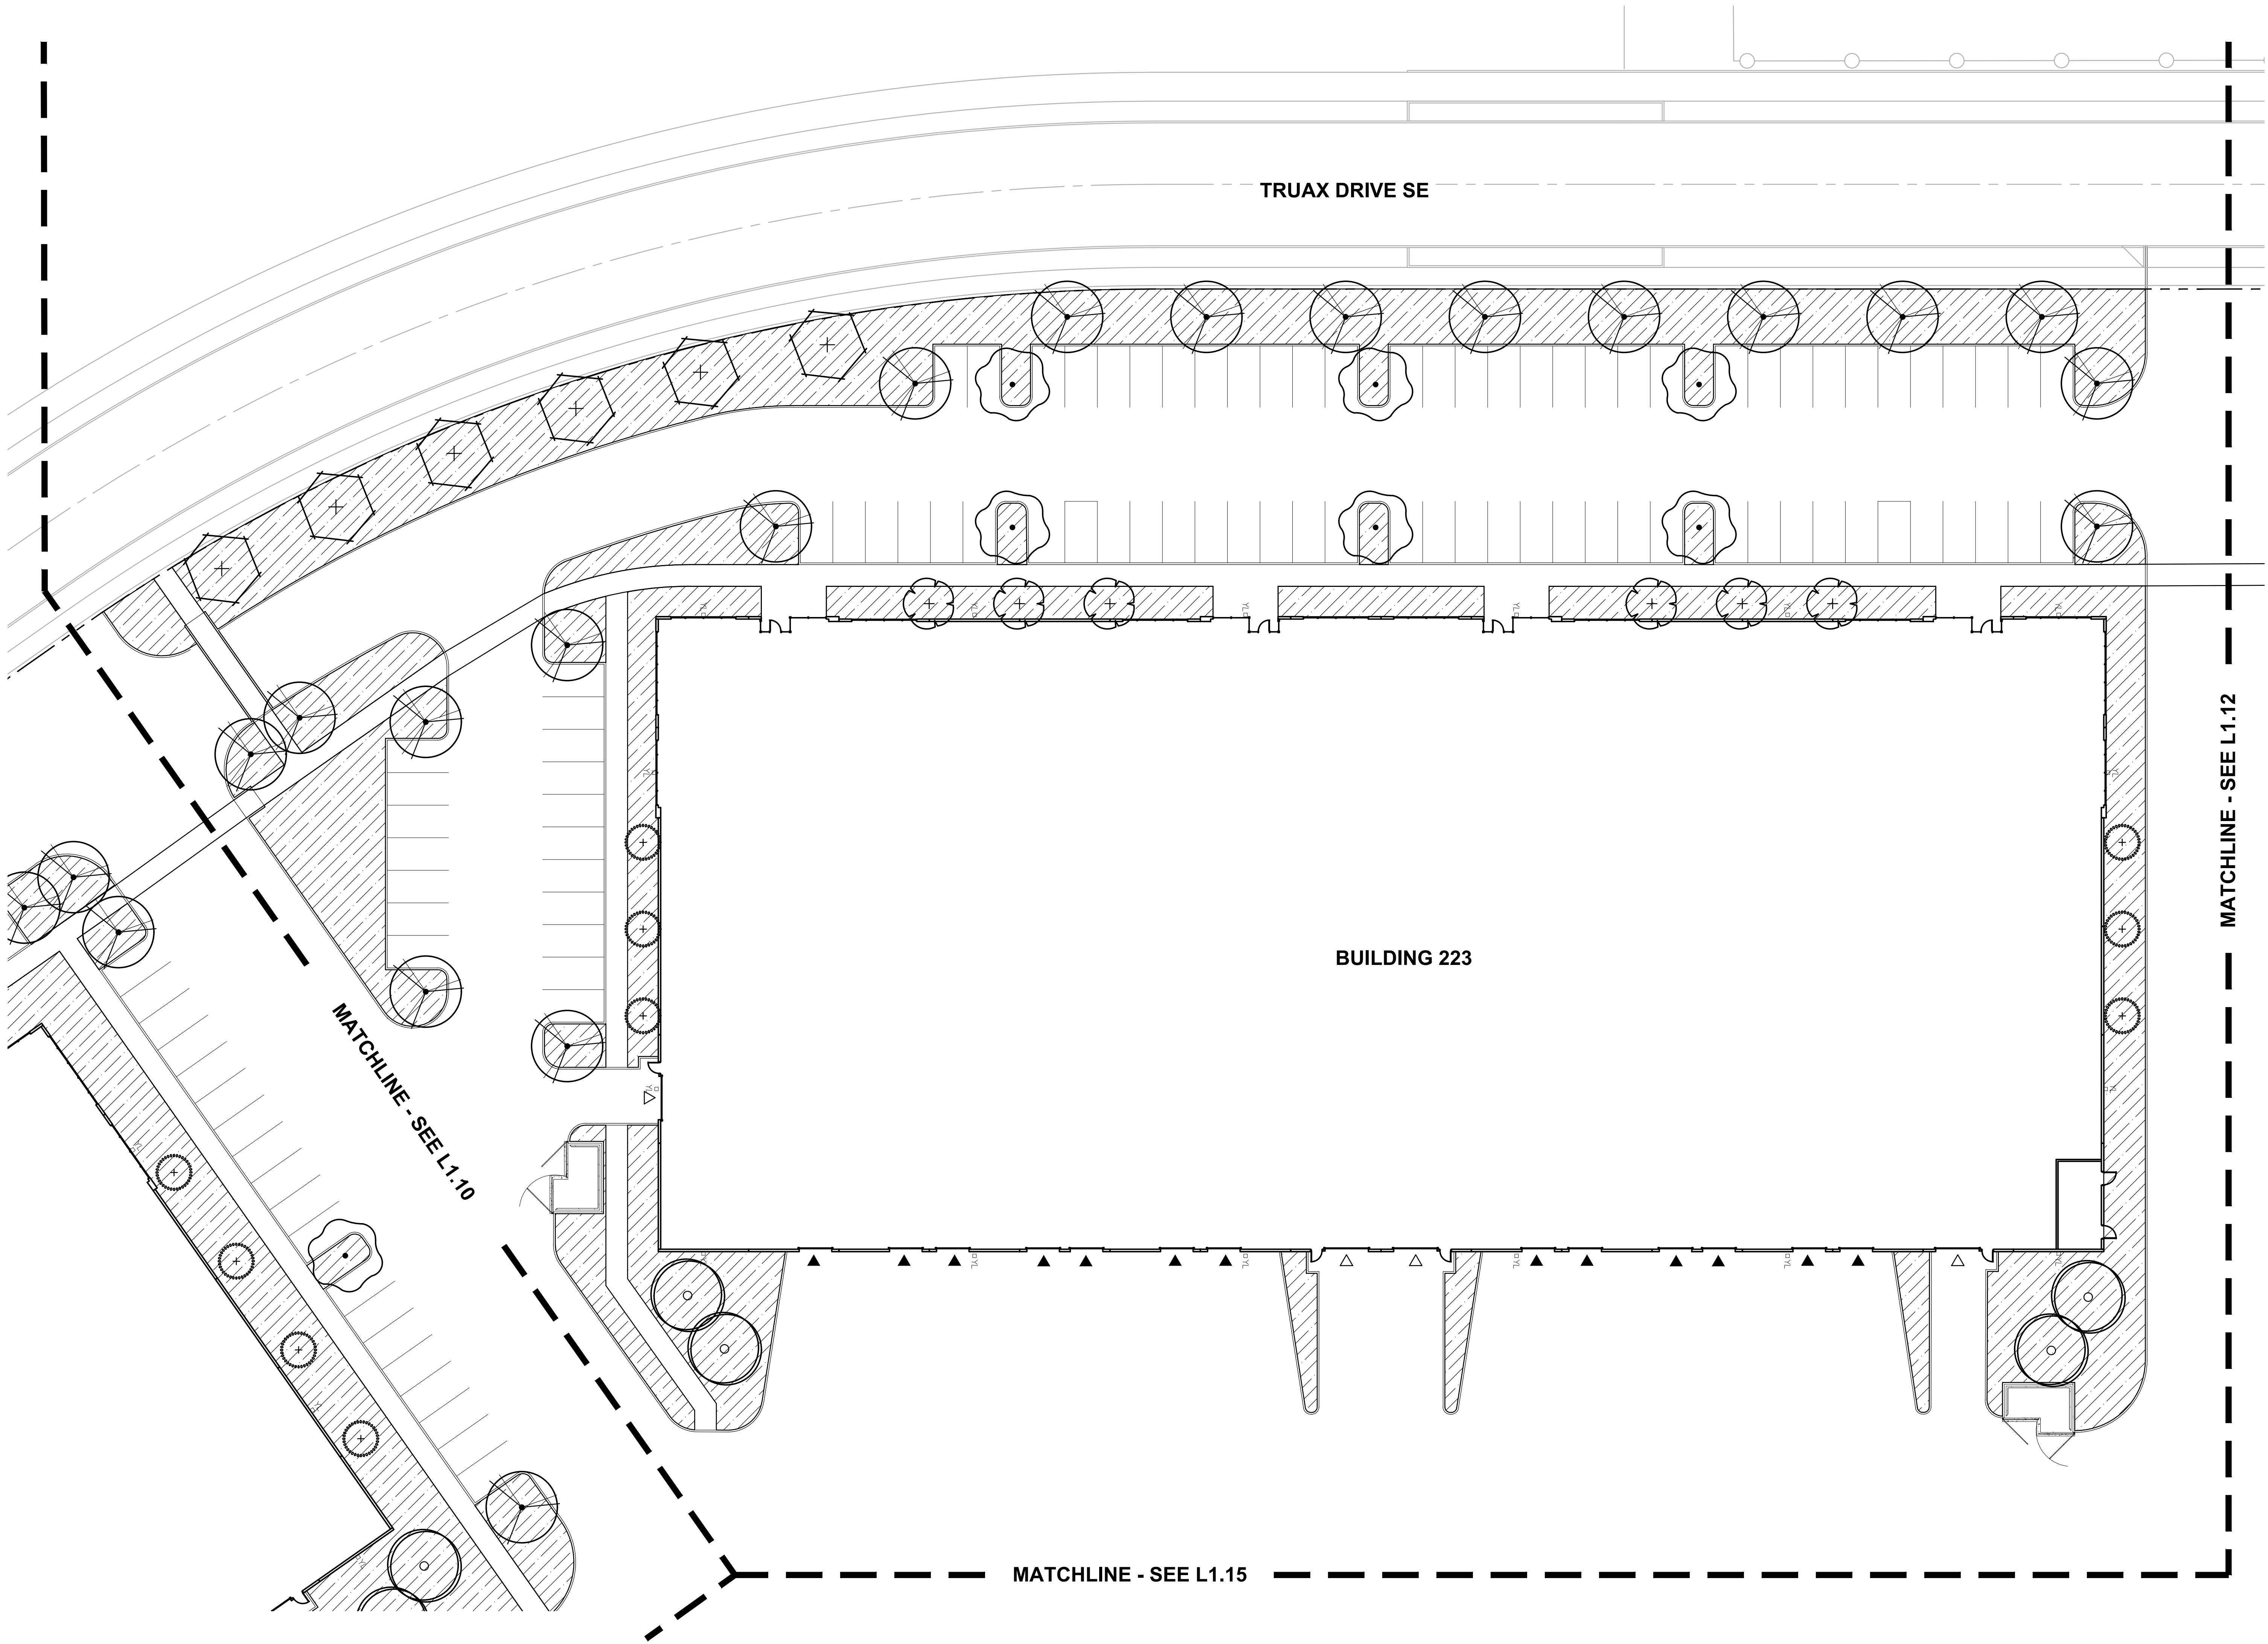 TRUAX DRIVE SE
MATCHLINE - SEE L1.12
BUILDING 223
MATCHLINE - SEE L1.10
MATCHLINE - SEE L1.15